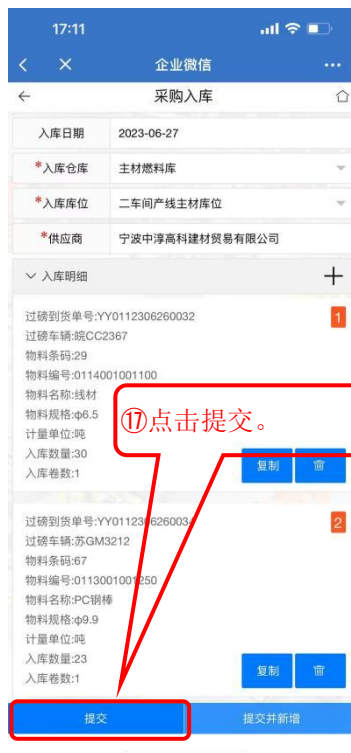 17:11
企业微信
采购入库
入库日期 2023-06-27
*入库仓库 主材燃料库
*入库库位 二车间产线主材库位
*供应商 宁波中淳高科建材贸易有限公司
入库明细
过磅到货单号:YY0112306260032
1
过磅车辆:皖CC2367
物料条码:29
物料编号:0114001001100
物料名称:线材
物料规格:φ6.5
计量单位:吨
入库数量:30
入库卷数:1
⑰点击提交。
复制
过磅到货单号:YY011230626003
2
过磅车辆:苏GM3212
物料条码:67
物料编号:0113001001250
物料名称:PC钢棒
物料规格:φ9.9
计量单位:吨
入库数量:23
入库卷数:1
复制
提交 提交并新增